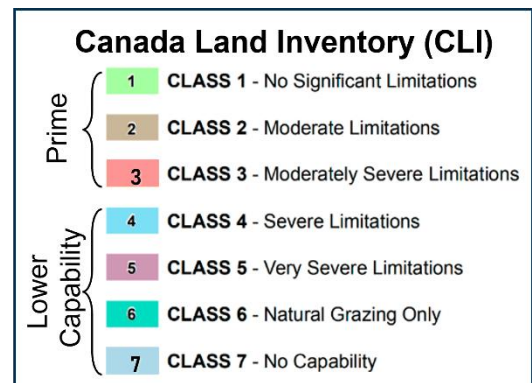 Canada Land Inventory (CLI)
Prime
1 CLASS 1 - No Significant Limitations
2 CLASS 2 - Moderate Limitations
3 CLASS 3 - Moderately Severe Limitations
Lower
Capability
4 CLASS 4 - Severe Limitations
5 CLASS 5 - Very Severe Limitations
6 CLASS 6 - Natural Grazing Only
7 CLASS 7 - No Capability